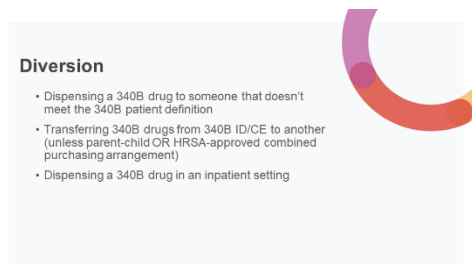 Diversion
• Dispensing a 340B drug to someone that doesn't
meet the 340B patient definition
• Transferring 340B drugs from 340B ID/CE to another
(unless parent-child OR HRSA-approved combined
purchasing arrangement)
• Dispensing a 340B drug in an inpatient setting